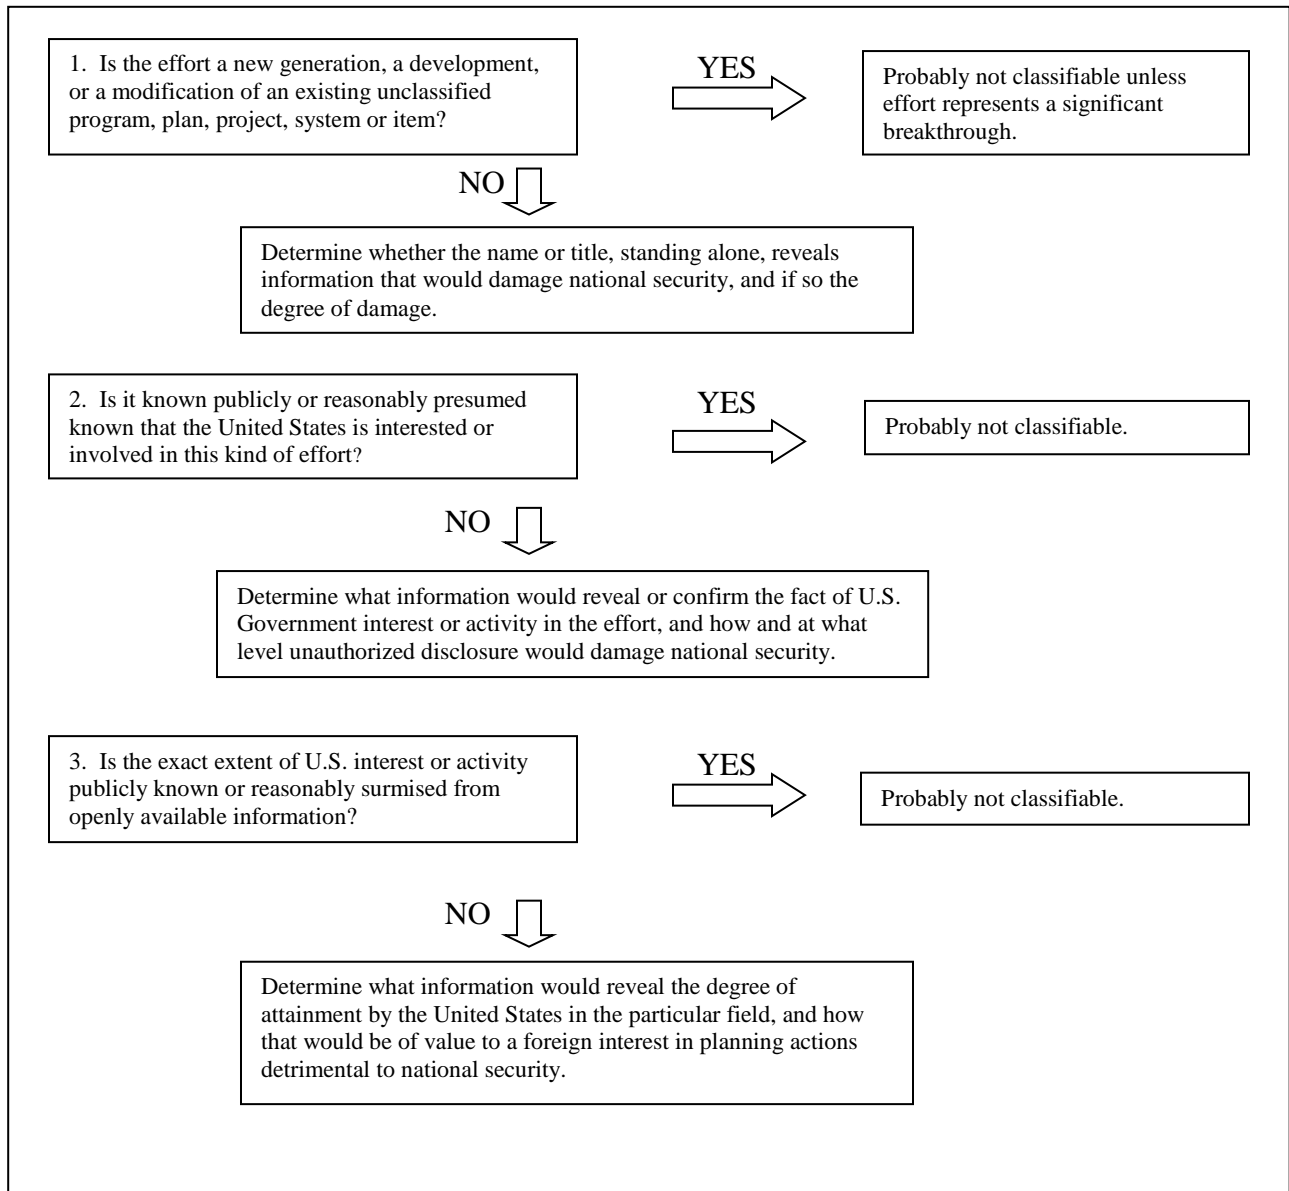 1.  Is the effort a new generation, a development,
or a modification of an existing unclassified
program, plan, project, system or item?
YES
Probably not classifiable unless
effort represents a significant
breakthrough.
NO
Determine whether the name or title, standing alone, reveals
information that would damage national security, and if so the
degree of damage.
2.  Is it known publicly or reasonably presumed
known that the United States is interested or
involved in this kind of effort?
YES
Probably not classifiable.
NO
Determine what information would reveal or confirm the fact of U.S.
Government interest or activity in the effort, and how and at what
level unauthorized disclosure would damage national security.
3.  Is the exact extent of U.S. interest or activity
publicly known or reasonably surmised from
openly available information?
YES
Probably not classifiable.
NO
Determine what information would reveal the degree of
attainment by the United States in the particular field, and how
that would be of value to a foreign interest in planning actions
detrimental to national security.